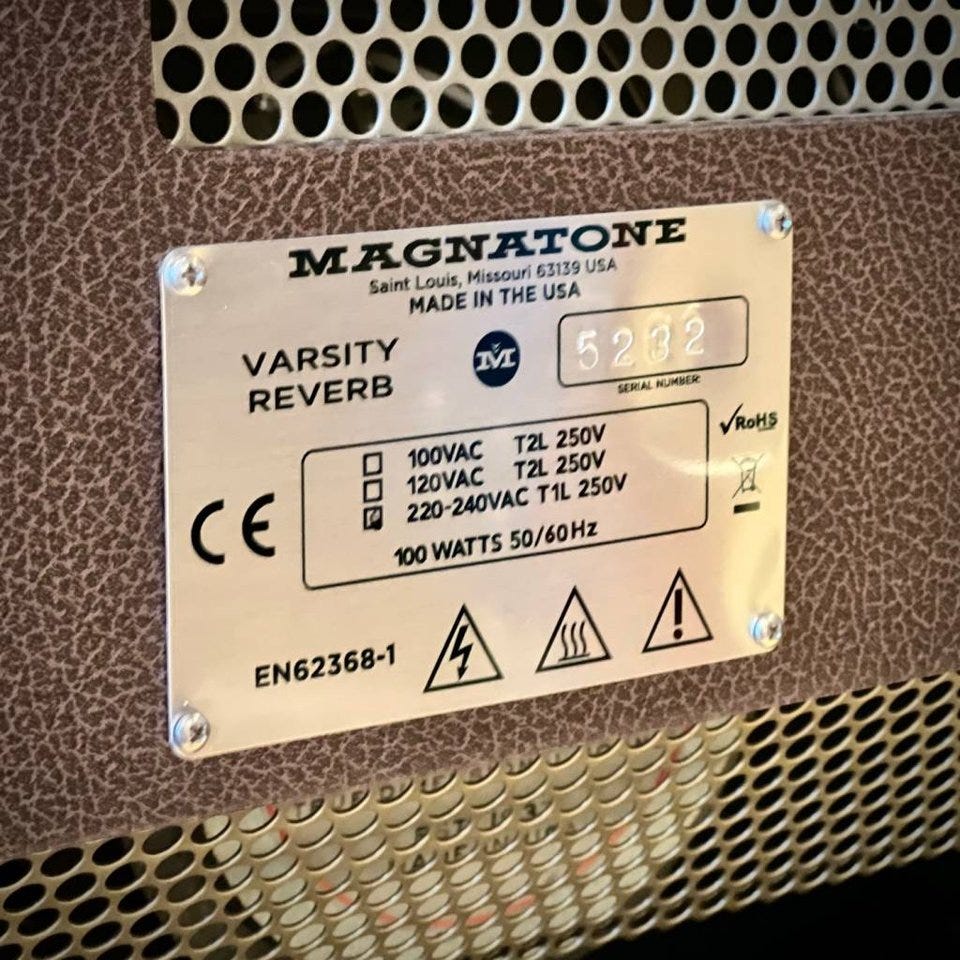 MAGNATONE
Saint Louis, Missouri 63139 USA
MADE IN THE USA
VARSITY
REVERB
M
5232
SERIAL NUMBER
RoHS
100VAC T2L 250V
120VAC T2L 250V
220-240VAC T1L 250V
100 WATTS 50/60Hz
CE
EN62368-1